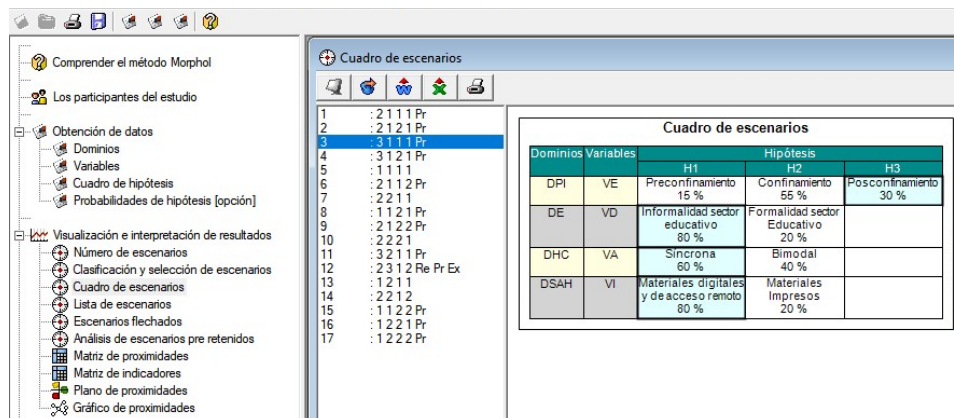 Comprender el método Morphol
Los participantes del estudio
Obtención de datos
Dominios
Variables
Cuadro de hipótesis
Probabilidades de hipótesis [opción]
Visualización e interpretación de resultados
Número de escenarios
Clasificación y selección de escenarios
Cuadro de escenarios
Lista de escenarios
Escenarios flechados
Análisis de escenarios pre retenidos
Matriz de proximidades
Matriz de indicadores
Plano de proximidades
Gráfico de proximidades
Cuadro de escenarios
1 : 2 1 1 1 Pr
2 : 2 1 2 1 Pr
3 : 3 1 1 1 Pr
4 : 3 1 2 1 Pr
5 : 1 1 1 1
6 : 2 1 1 2 Pr
7 : 2 2 1 1
8 : 1 1 2 1 Pr
9 : 2 1 2 2 Pr
10 : 2 2 2 1
11 : 3 2 1 1 Pr
12 : 2 3 1 2 Re Pr Ex
13 : 1 2 1 1
14 : 2 2 1 2
15 : 1 1 2 2 Pr
16 : 1 2 2 1 Pr
17 : 1 2 2 2 Pr
Cuadro de escenarios
Dominios Variables Hipótesis
H1 H2 H3
DPI VE Preconfinamiento Confinamiento Posconfinamiento
15 % 55 % 30 %
DE VD Informalidad sector Formalidad sector
educativo Educativo
80 % 20 %
DHC VA Síncrona Bimodal
60 % 40 %
DSAH VI Materiales digitales Materiales
y de acceso remoto Impresos
80 % 20 %